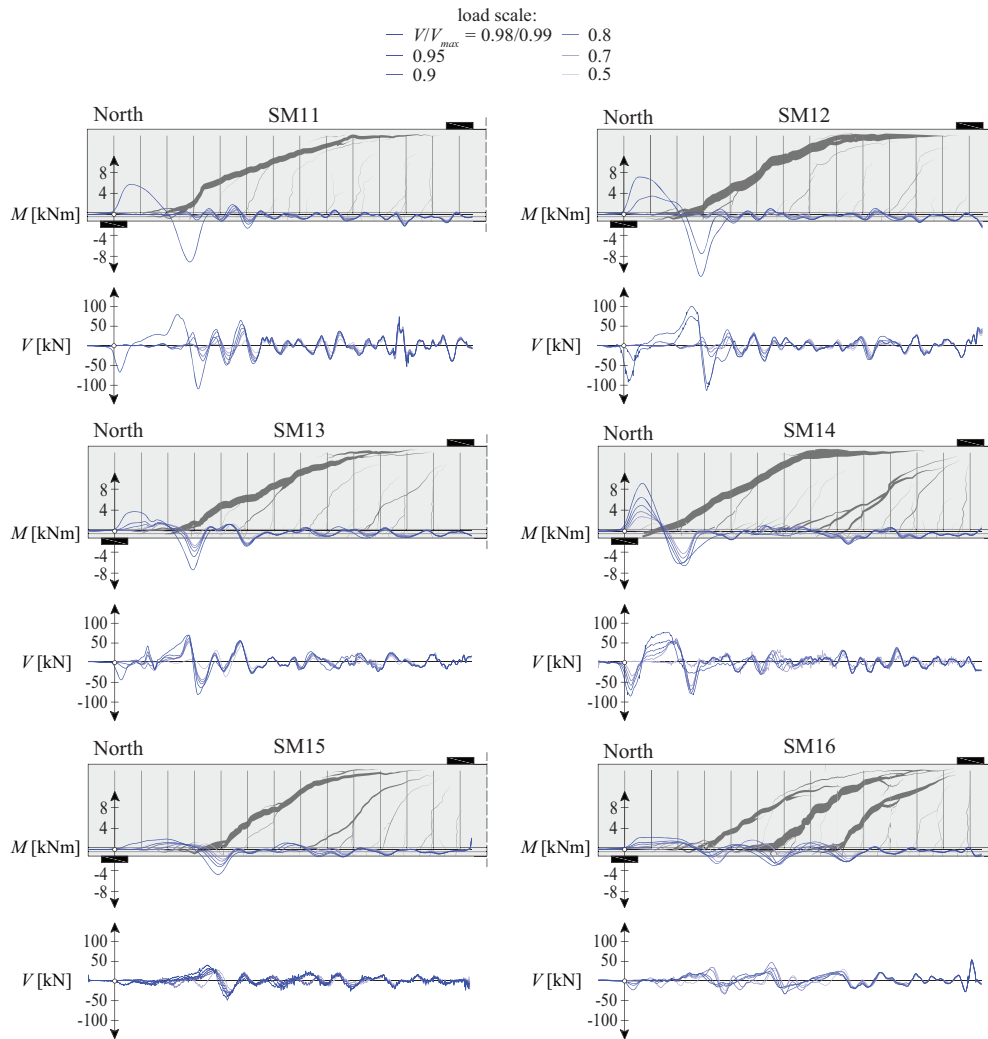 load scale:
V/Vmax = 0.98/0.99
0.8
0.95
0.7
0.9
0.5
North SM11
8
4
M [kNm]
-4
-8
100
50
V [kN]
-50
-100
North SM12
8
4
M [kNm]
-4
-8
100
50
V [kN]
-50
-100
North SM13
8
4
M [kNm]
-4
-8
100
50
V [kN]
-50
-100
North SM14
8
4
M [kNm]
-4
-8
100
50
V [kN]
-50
-100
North SM15
8
4
M [kNm]
-4
-8
100
50
V [kN]
-50
-100
North SM16
8
4
M [kNm]
-4
-8
100
50
V [kN]
-50
-100